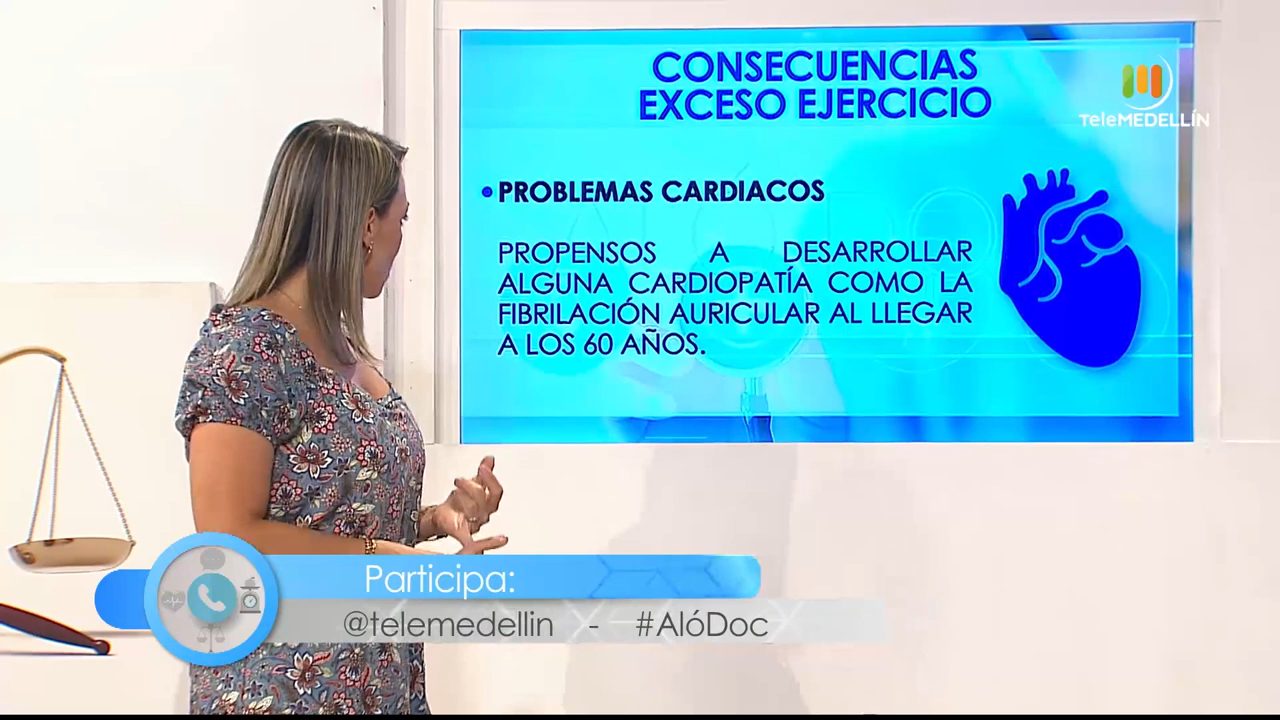 CONSECUENCIAS
EXCESO EJERCICIO
TeleMEDELLÍN
• PROBLEMAS CARDIACOS
PROPENSOS A DESARROLLAR
ALGUNA CARDIOPATÍA COMO LA
FIBRILACIÓN AURICULAR AL LLEGAR
A LOS 60 AÑOS.
Participa:
@telemedellin - #AlóDoc